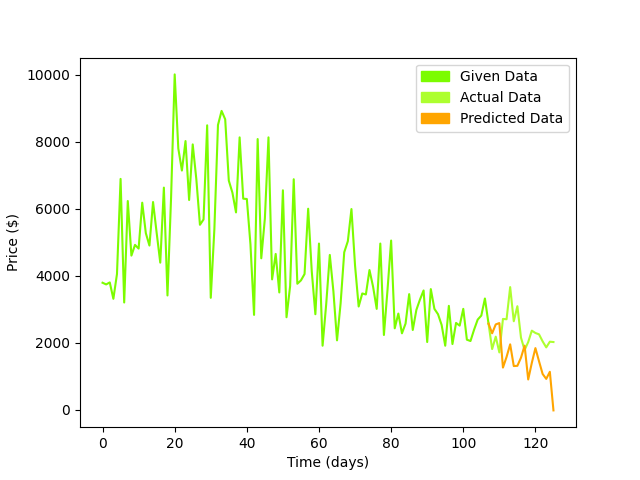 Given Data
Actual Data
Predicted Data
10000
8000
6000
4000
2000
0
Price ($)
0 20 40 60 80 100 120
Time (days)